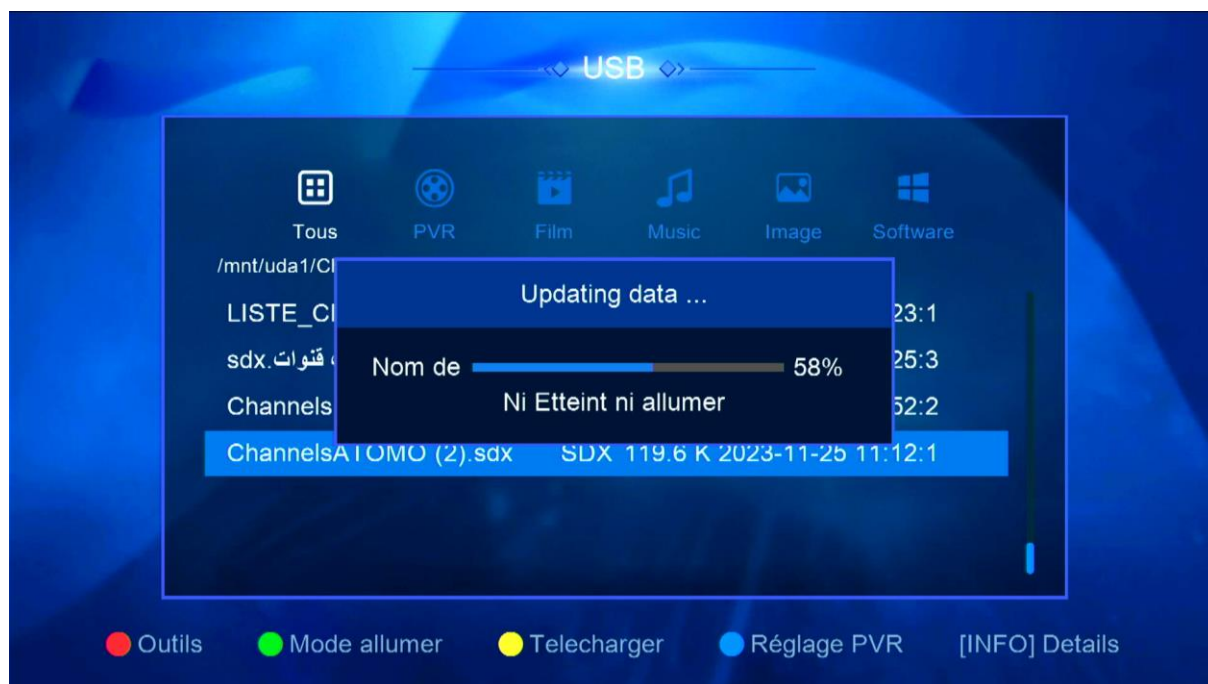 USB
Tous PVR Film Music Image Software
/mnt/uda1/
Updating data ...
LISTE_ 23:1
قنوات.sdx 25:3
Nom de 58%
Channels 52:2
Ni Etteint ni allumer
ChannelsATOMO (2).sdx SDX 119.6 K 2023-11-25 11:12:1
Outils Mode allumer Telecharger Réglage PVR [INFO] Details